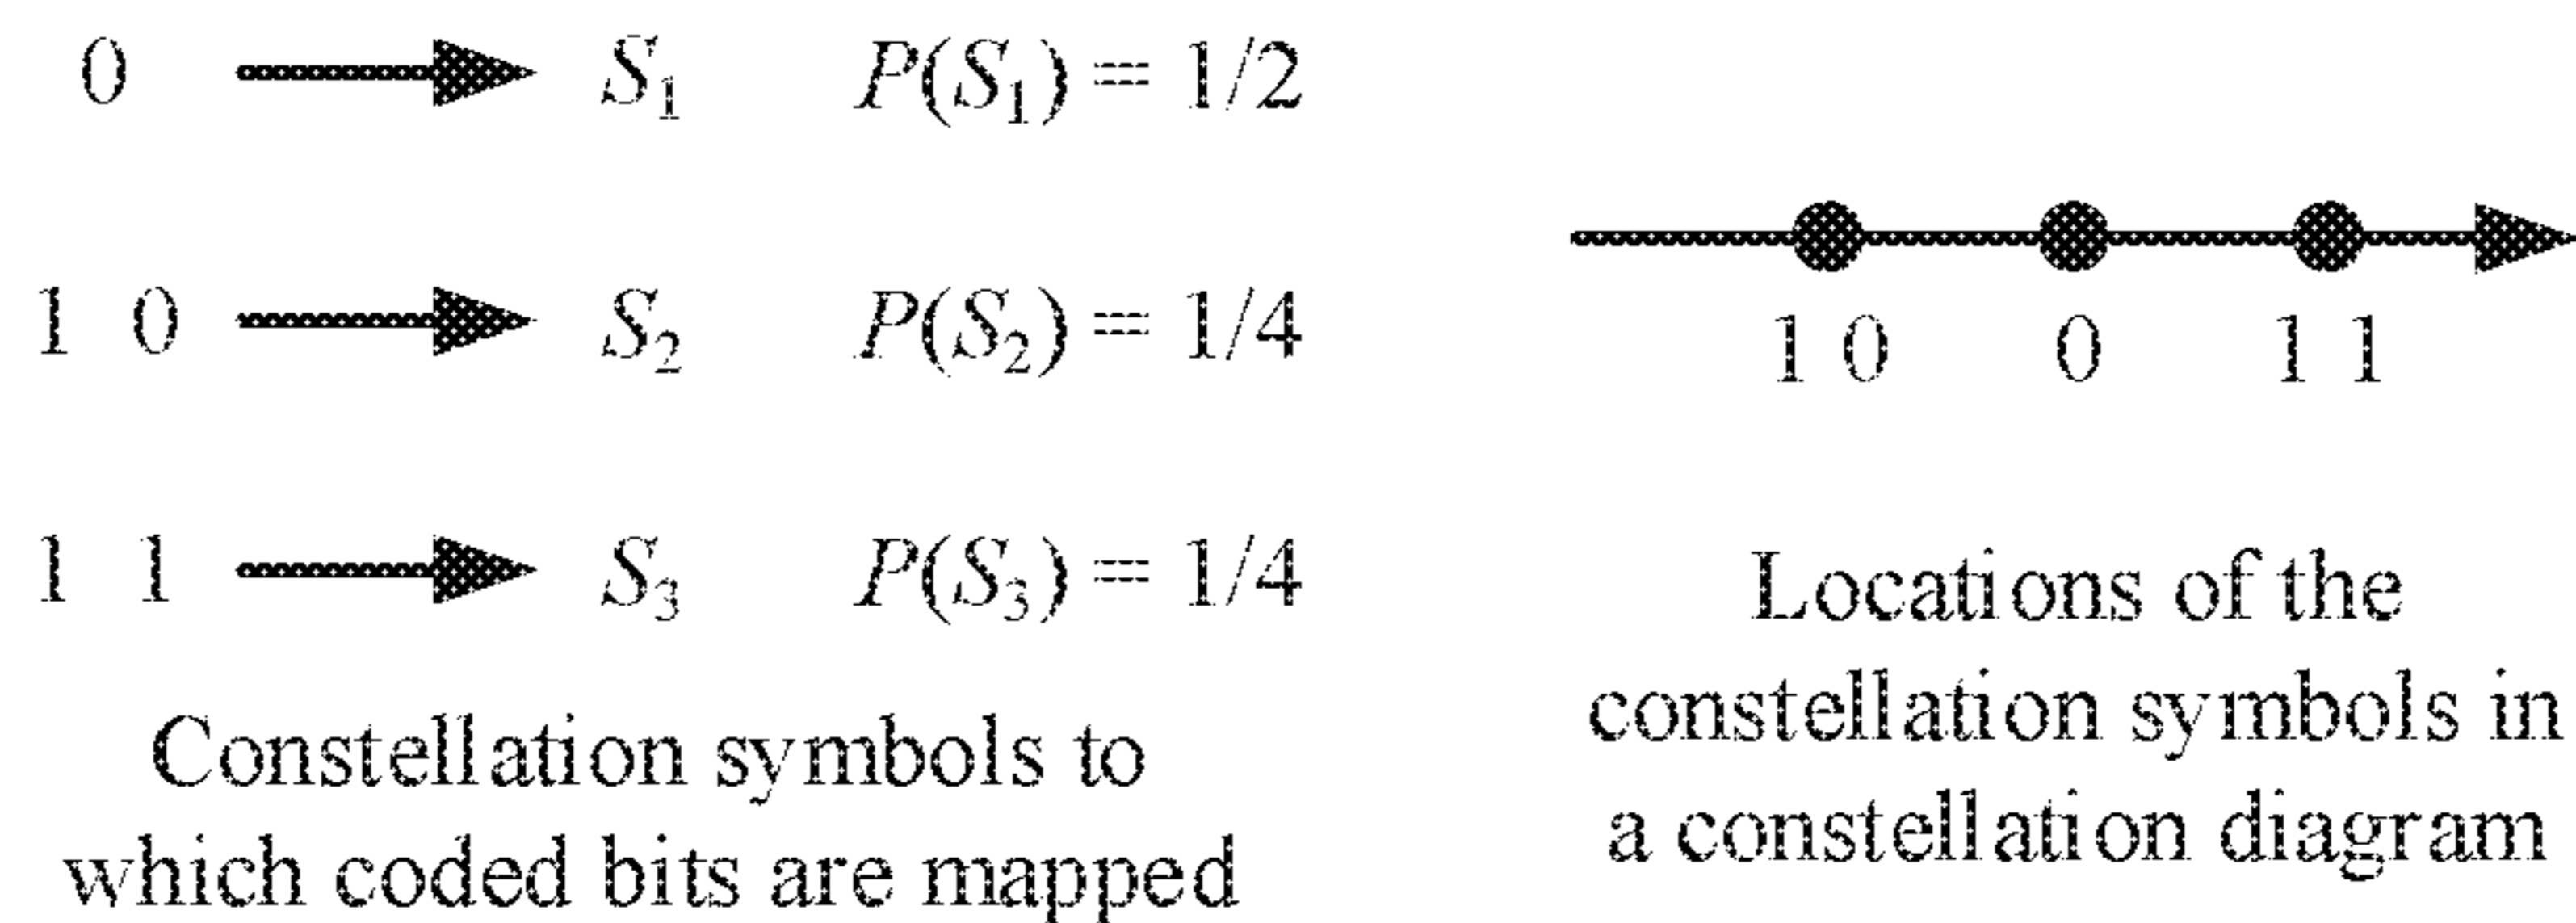 0 S₁ P(S₁) = 1/2
1 0 S₂ P(S₂) = 1/4
1 1 S₃ P(S₃) = 1/4
Constellation symbols to
which coded bits are mapped
1 0 0 1 1
Locations of the
constellation symbols in
a constellation diagram